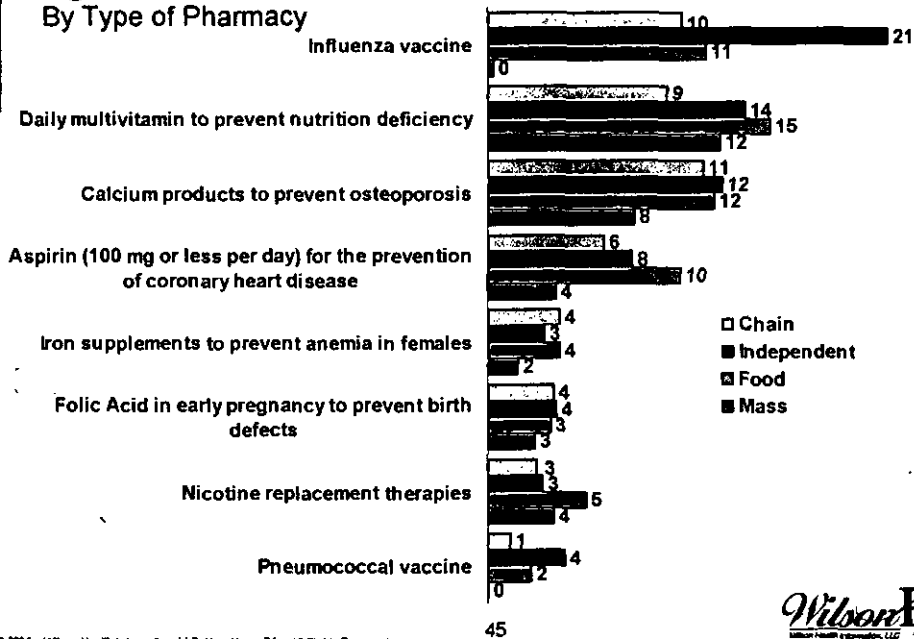 By Type of Pharmacy
Influenza vaccine
10
21
11
0
Daily multivitamin to prevent nutrition deficiency
9
14
15
12
Calcium products to prevent osteoporosis
11
12
12
8
Aspirin (100 mg or less per day) for the prevention
of coronary heart disease
6
8
10
4
Iron supplements to prevent anemia in females
4
3
4
2
Folic Acid in early pregnancy to prevent birth
defects
4
4
3
3
Nicotine replacement therapies
3
3
5
4
Pneumococcal vaccine
1
4
2
0
Chain
Independent
Food
Mass
45
Wilson
Wilson Health Information, LLC